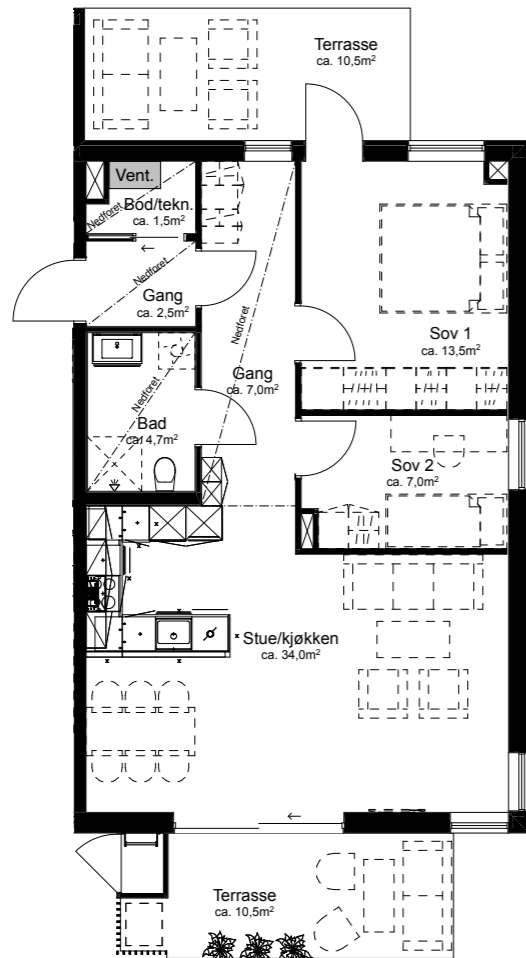 Terrasse
ca. 10,5m²
Vent.
Bod/tekn.
ca. 1,5m²
Nedforet
Nedforet
Gang
ca. 2,5m²
Nedforet
Gang
ca. 7,0m²
Sov 1
ca. 13,5m²
Nedforet
Bad
ca. 4,7m²
Sov 2
ca. 7,0m²
Stue/kjøkken
ca. 34,0m²
Terrasse
ca. 10,5m²